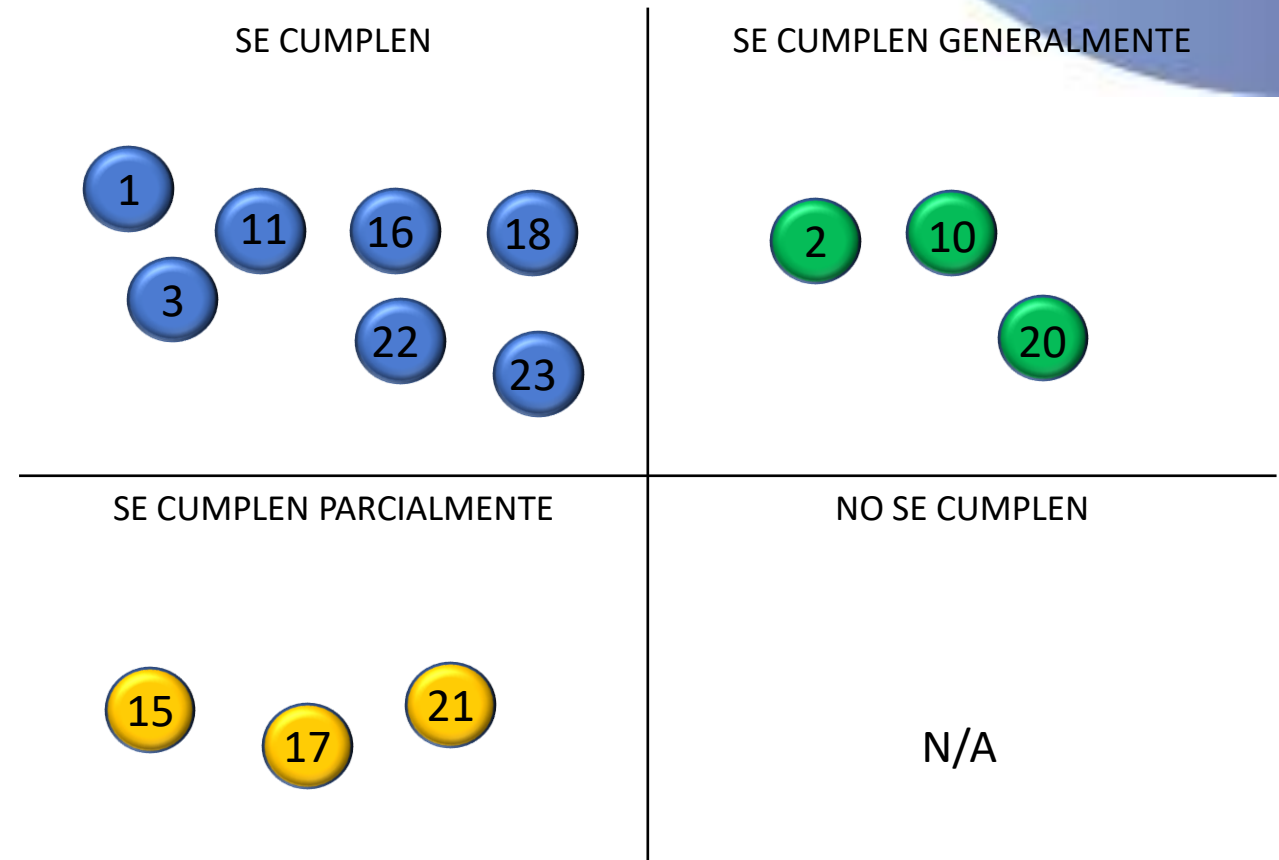 SE CUMPLEN
1
11
16
18
3
22
23
SE CUMPLEN GENERALMENTE
2
10
20
SE CUMPLEN PARCIALMENTE
15
17
21
NO SE CUMPLEN
N/A